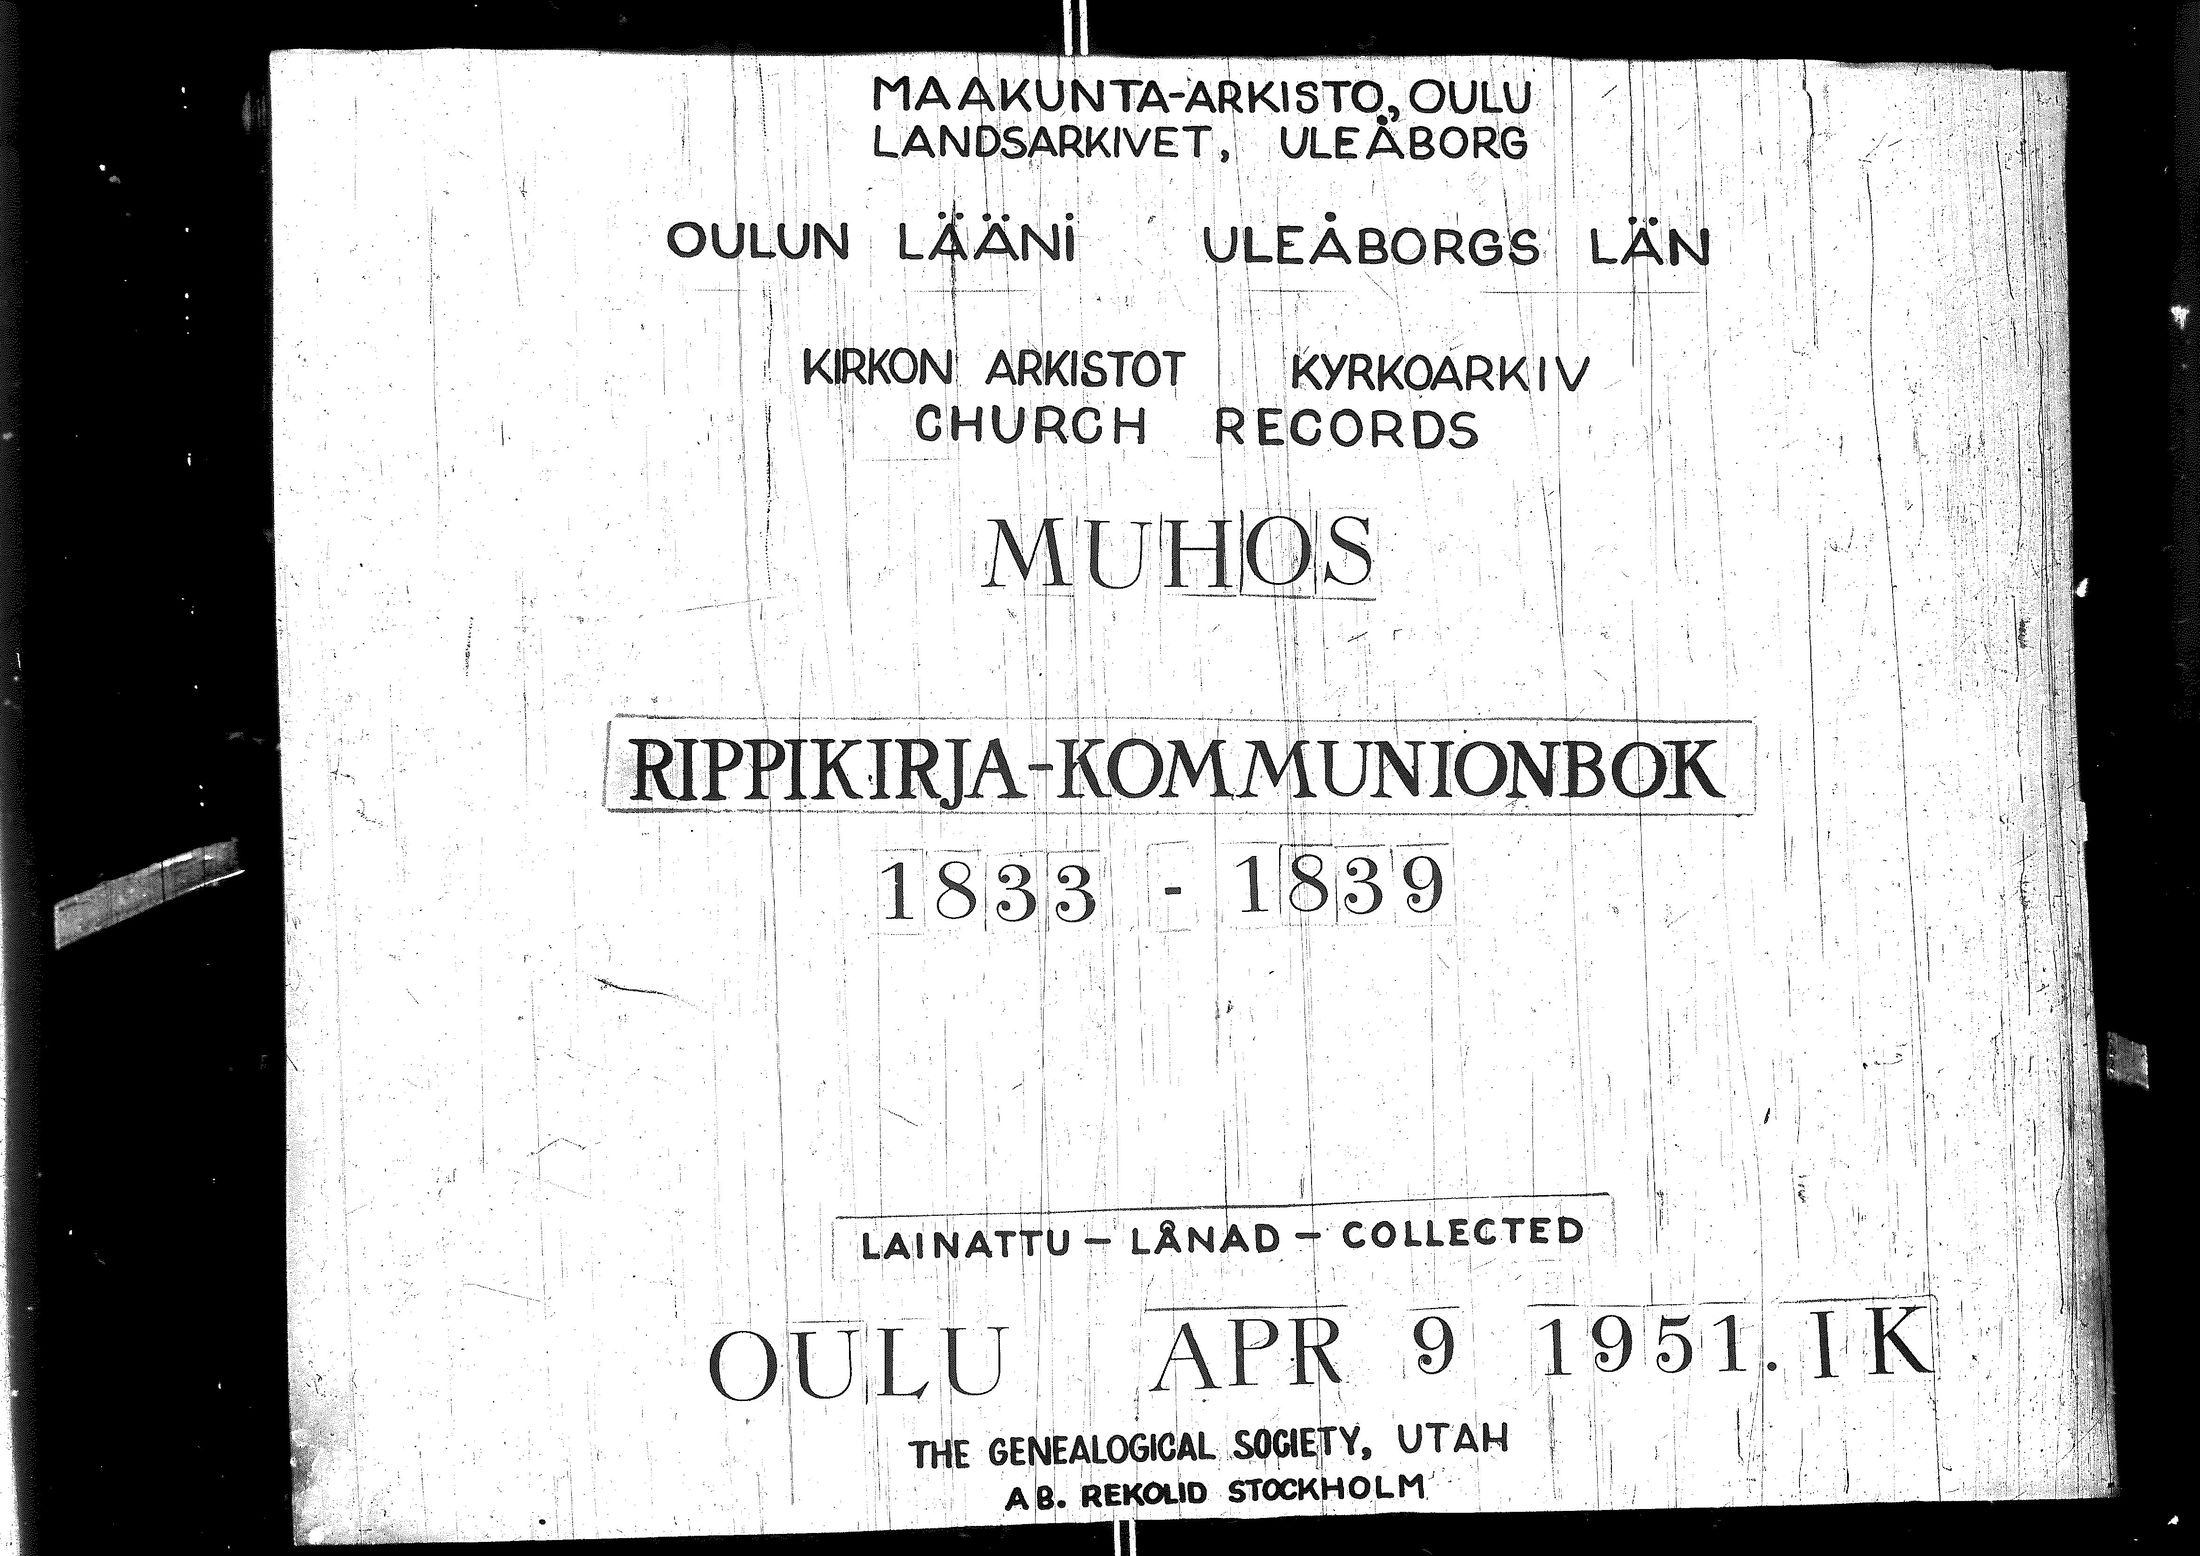 MAAKUNTA-ARKISTO, OULU
LANDSARKIVET, ULEÅBORG
OULUN LÄÄNI ULEÅBORGS LÄN
KIRKON ARKISTOT KYRKOARKIV
CHURCH RECORDS
MUHOS
RIPPIKIRJA-KOMMUNIONBOK
1833 - 1839
LAINATTU - LÅNAD - COLLECTED
OULU APR 9 1951. IK
THE GENEALOGICAL SOCIETY, UTAH
AB. REKOLID STOCKHOLM